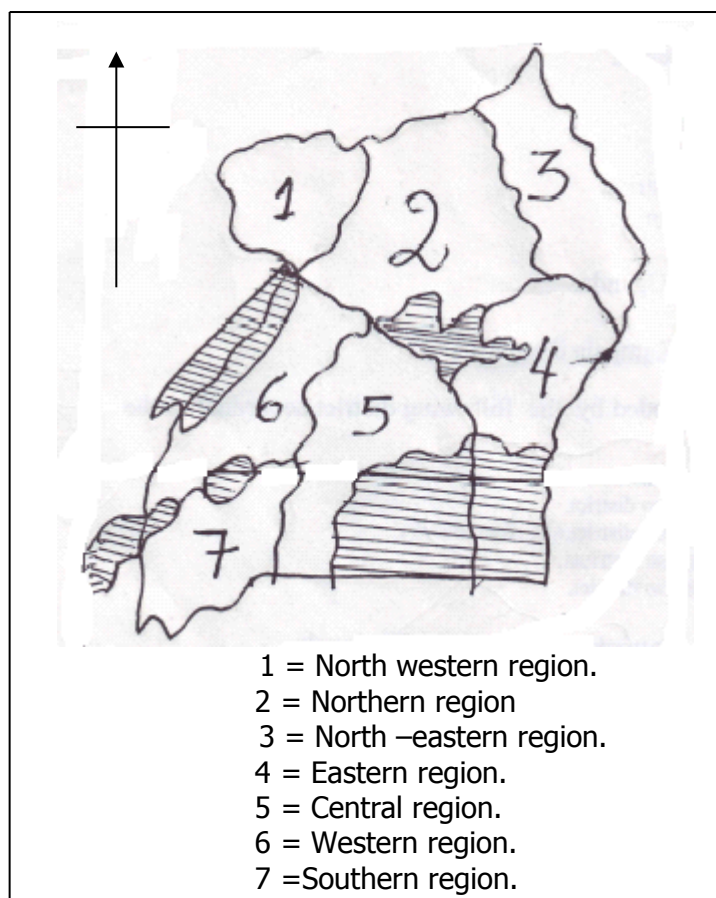 1
2
3
4
5
6
7
1 = North western region.
2 = Northern region
3 = North –eastern region.
4 = Eastern region.
5 = Central region.
6 = Western region.
7 =Southern region.